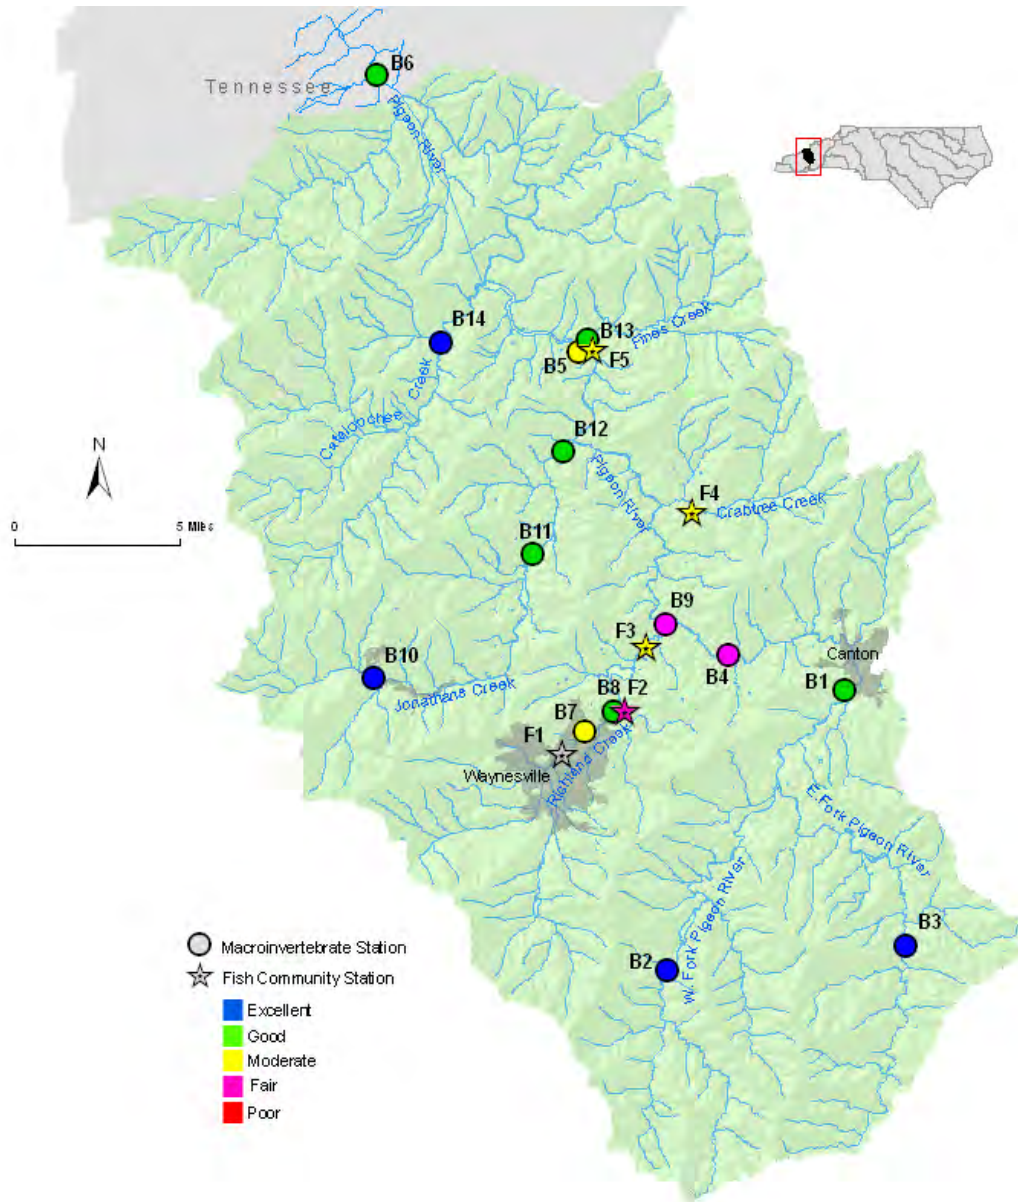 B6
Tennessee
Pigeon River
B14
B13
Fines Creek
B5
F5
Cataloochee Creek
B12
N
Pigeon River
F4
Crabtree Creek
0
5 Miles
B11
B9
F3
B10
B4
Canton
Jonathans Creek
B8
F2
B1
B7
F1
Richland Creek
Waynesville
E. Fork Pigeon River
W. Fork Pigeon River
B3
B2
Macroinvertebrate Station
Fish Community Station
Excellent
Good
Moderate
Fair
Poor